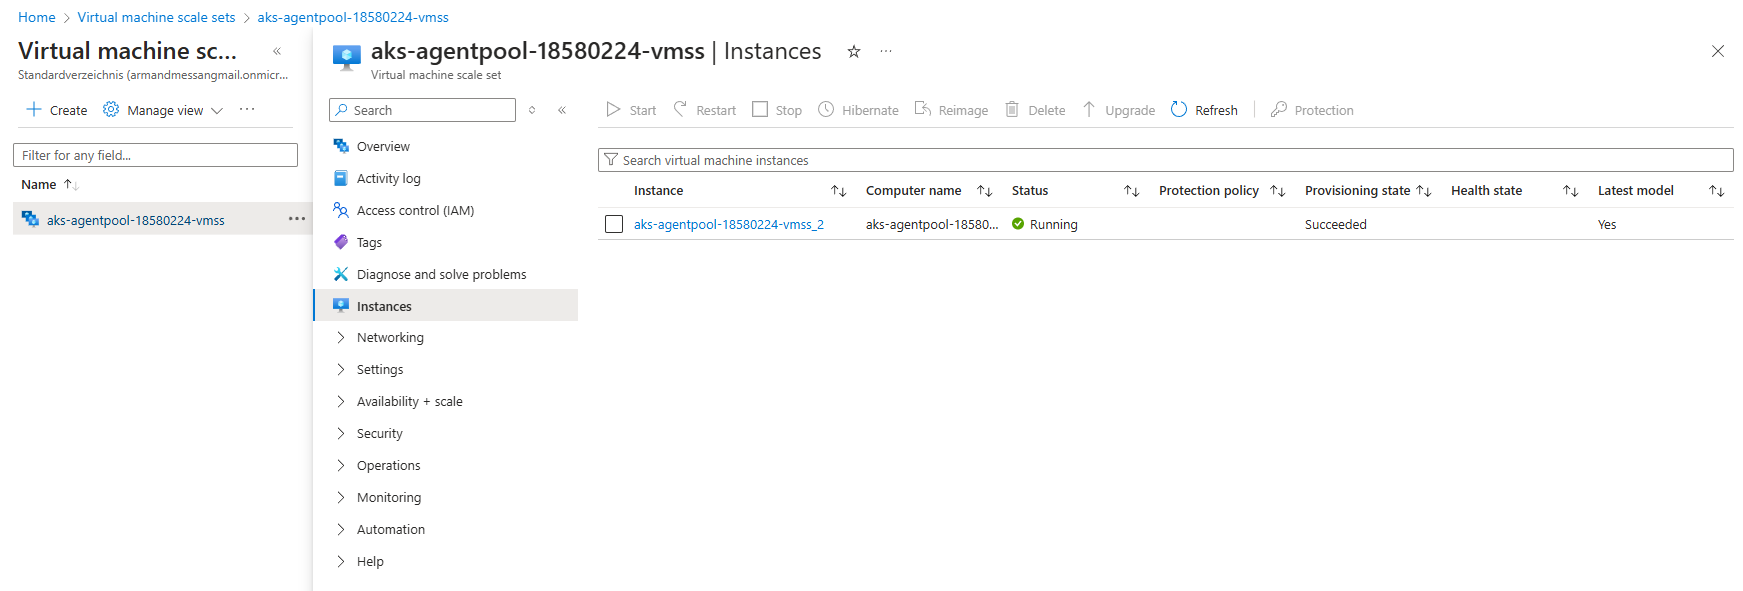 Home > Virtual machine scale sets > aks-agentpool-18580224-vmss
Virtual machine sc...
Standardverzeichnis (armandmessangmail.onmicr...
Create Manage view ...
Filter for any field...
Name
aks-agentpool-18580224-vmss ...
aks-agentpool-18580224-vmss | Instances ...
Virtual machine scale set
Search
Overview
Activity log
Access control (IAM)
Tags
Diagnose and solve problems
Instances
Networking
Settings
Availability + scale
Security
Operations
Monitoring
Automation
Help
Start Restart Stop Hibernate Reimage Delete Upgrade Refresh Protection
Search virtual machine instances
Instance Computer name Status Protection policy Provisioning state Health state Latest model
aks-agentpool-18580224-vmss_2 aks-agentpool-18580... Running Succeeded Yes